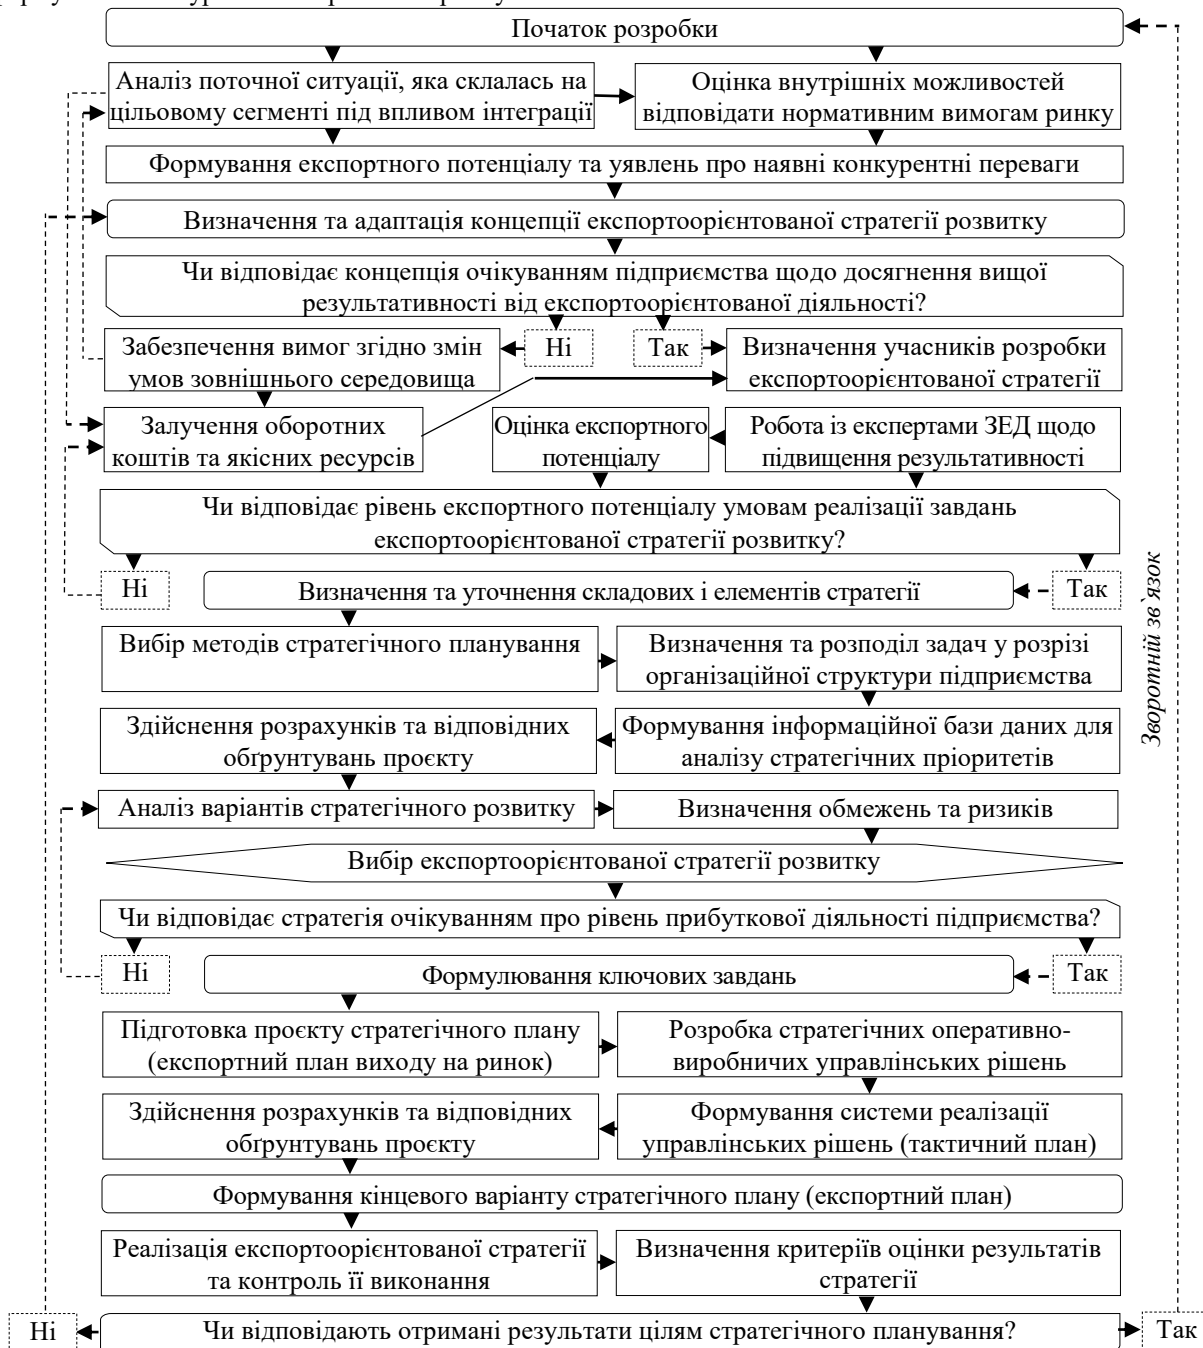 Початок розробки
Аналіз поточної ситуації, яка склалась на
цільовому сегменті під впливом інтеграції
Оцінка внутрішніх можливостей
відповідати нормативним вимогам ринку
Формування експортного потенціалу та уявлень про наявні конкурентні переваги
Визначення та адаптація концепції експортоорієнтованої стратегії розвитку
Чи відповідає концепція очікуванням підприємства щодо досягнення вищої
результативності від експортоорієнтованої діяльності?
Ні
Так
Забезпечення вимог згідно змін
умов зовнішнього середовища
Визначення учасників розробки
експортоорієнтованої стратегії
Залучення оборотних
коштів та якісних ресурсів
Оцінка експортного
потенціалу
Робота із експертами ЗЕД щодо
підвищення результативності
Чи відповідає рівень експортного потенціалу умовам реалізації завдань
експортоорієнтованої стратегії розвитку?
Ні
Визначення та уточнення складових і елементів стратегії
Так
Вибір методів стратегічного планування
Визначення та розподіл задач у розрізі
організаційної структури підприємства
Здійснення розрахунків та відповідних
обґрунтувань проєкту
Формування інформаційної бази даних для
аналізу стратегічних пріоритетів
Аналіз варіантів стратегічного розвитку
Визначення обмежень та ризиків
Вибір експортоорієнтованої стратегії розвитку
Чи відповідає стратегія очікуванням про рівень прибуткової діяльності підприємства?
Ні
Формулювання ключових завдань
Так
Підготовка проєкту стратегічного плану
(експортний план виходу на ринок)
Розробка стратегічних оперативно-
виробничих управлінських рішень
Здійснення розрахунків та відповідних
обґрунтувань проєкту
Формування системи реалізації
управлінських рішень (тактичний план)
Формування кінцевого варіанту стратегічного плану (експортний план)
Реалізація експортоорієнтованої стратегії
та контроль її виконання
Визначення критеріїв оцінки результатів
стратегії
Ні
Чи відповідають отримані результати цілям стратегічного планування?
Так
Зворотній зв`язок